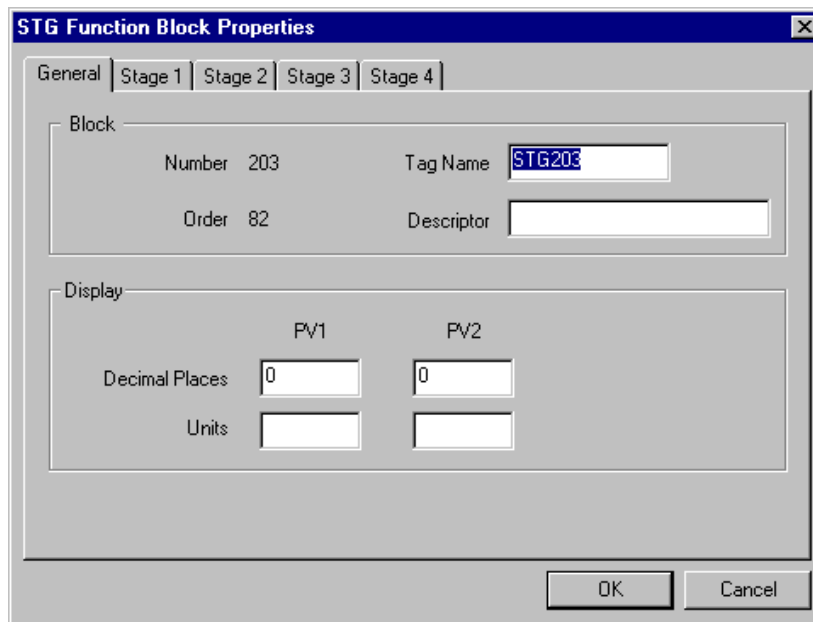 STG Function Block Properties
General Stage 1 Stage 2 Stage 3 Stage 4
Block
Number 203 Tag Name STG203
Order 82 Descriptor
Display
PV1 PV2
Decimal Places 0 0
Units
OK Cancel